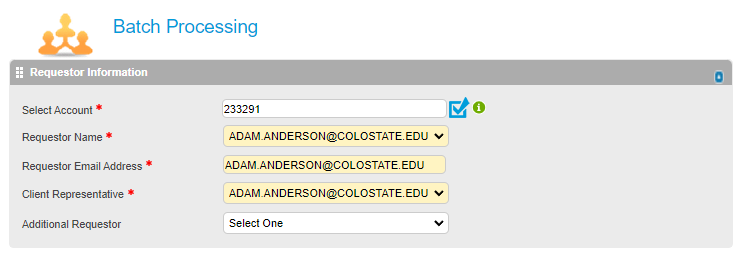 Batch Processing
Requestor Information
Select Account * 233291
Requestor Name * ADAM.ANDERSON@COLOSTATE.EDU
Requestor Email Address * ADAM.ANDERSON@COLOSTATE.EDU
Client Representative * ADAM.ANDERSON@COLOSTATE.EDU
Additional Requestor Select One